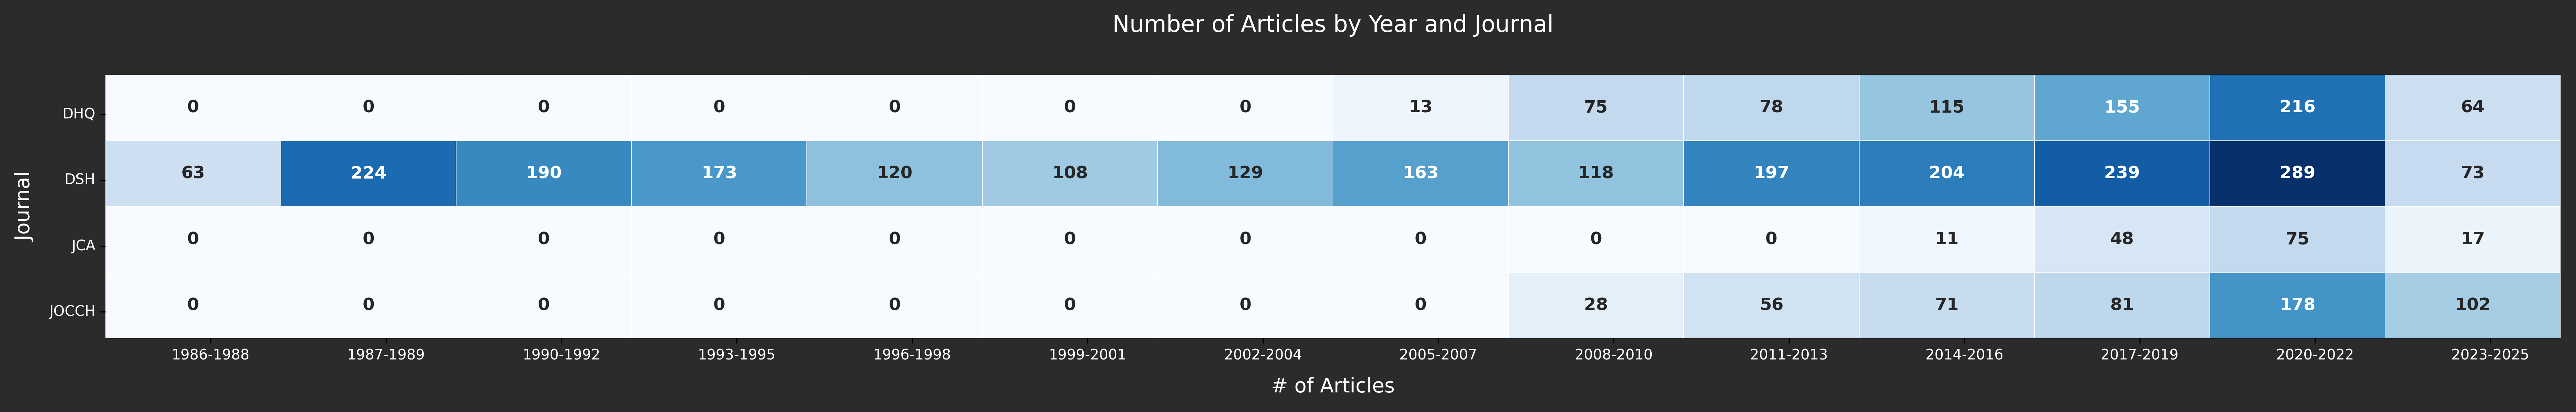 Number of Articles by Year and Journal
Journal
DHQ 0 0 0 0 0 0 0 13 75 78 115 155 216 64
DSH 63 224 190 173 120 108 129 163 118 197 204 239 289 73
JCA 0 0 0 0 0 0 0 0 0 0 11 48 75 17
JOCCH 0 0 0 0 0 0 0 0 28 56 71 81 178 102
1986-1988 1987-1989 1990-1992 1993-1995 1996-1998 1999-2001 2002-2004 2005-2007 2008-2010 2011-2013 2014-2016 2017-2019 2020-2022 2023-2025
# of Articles